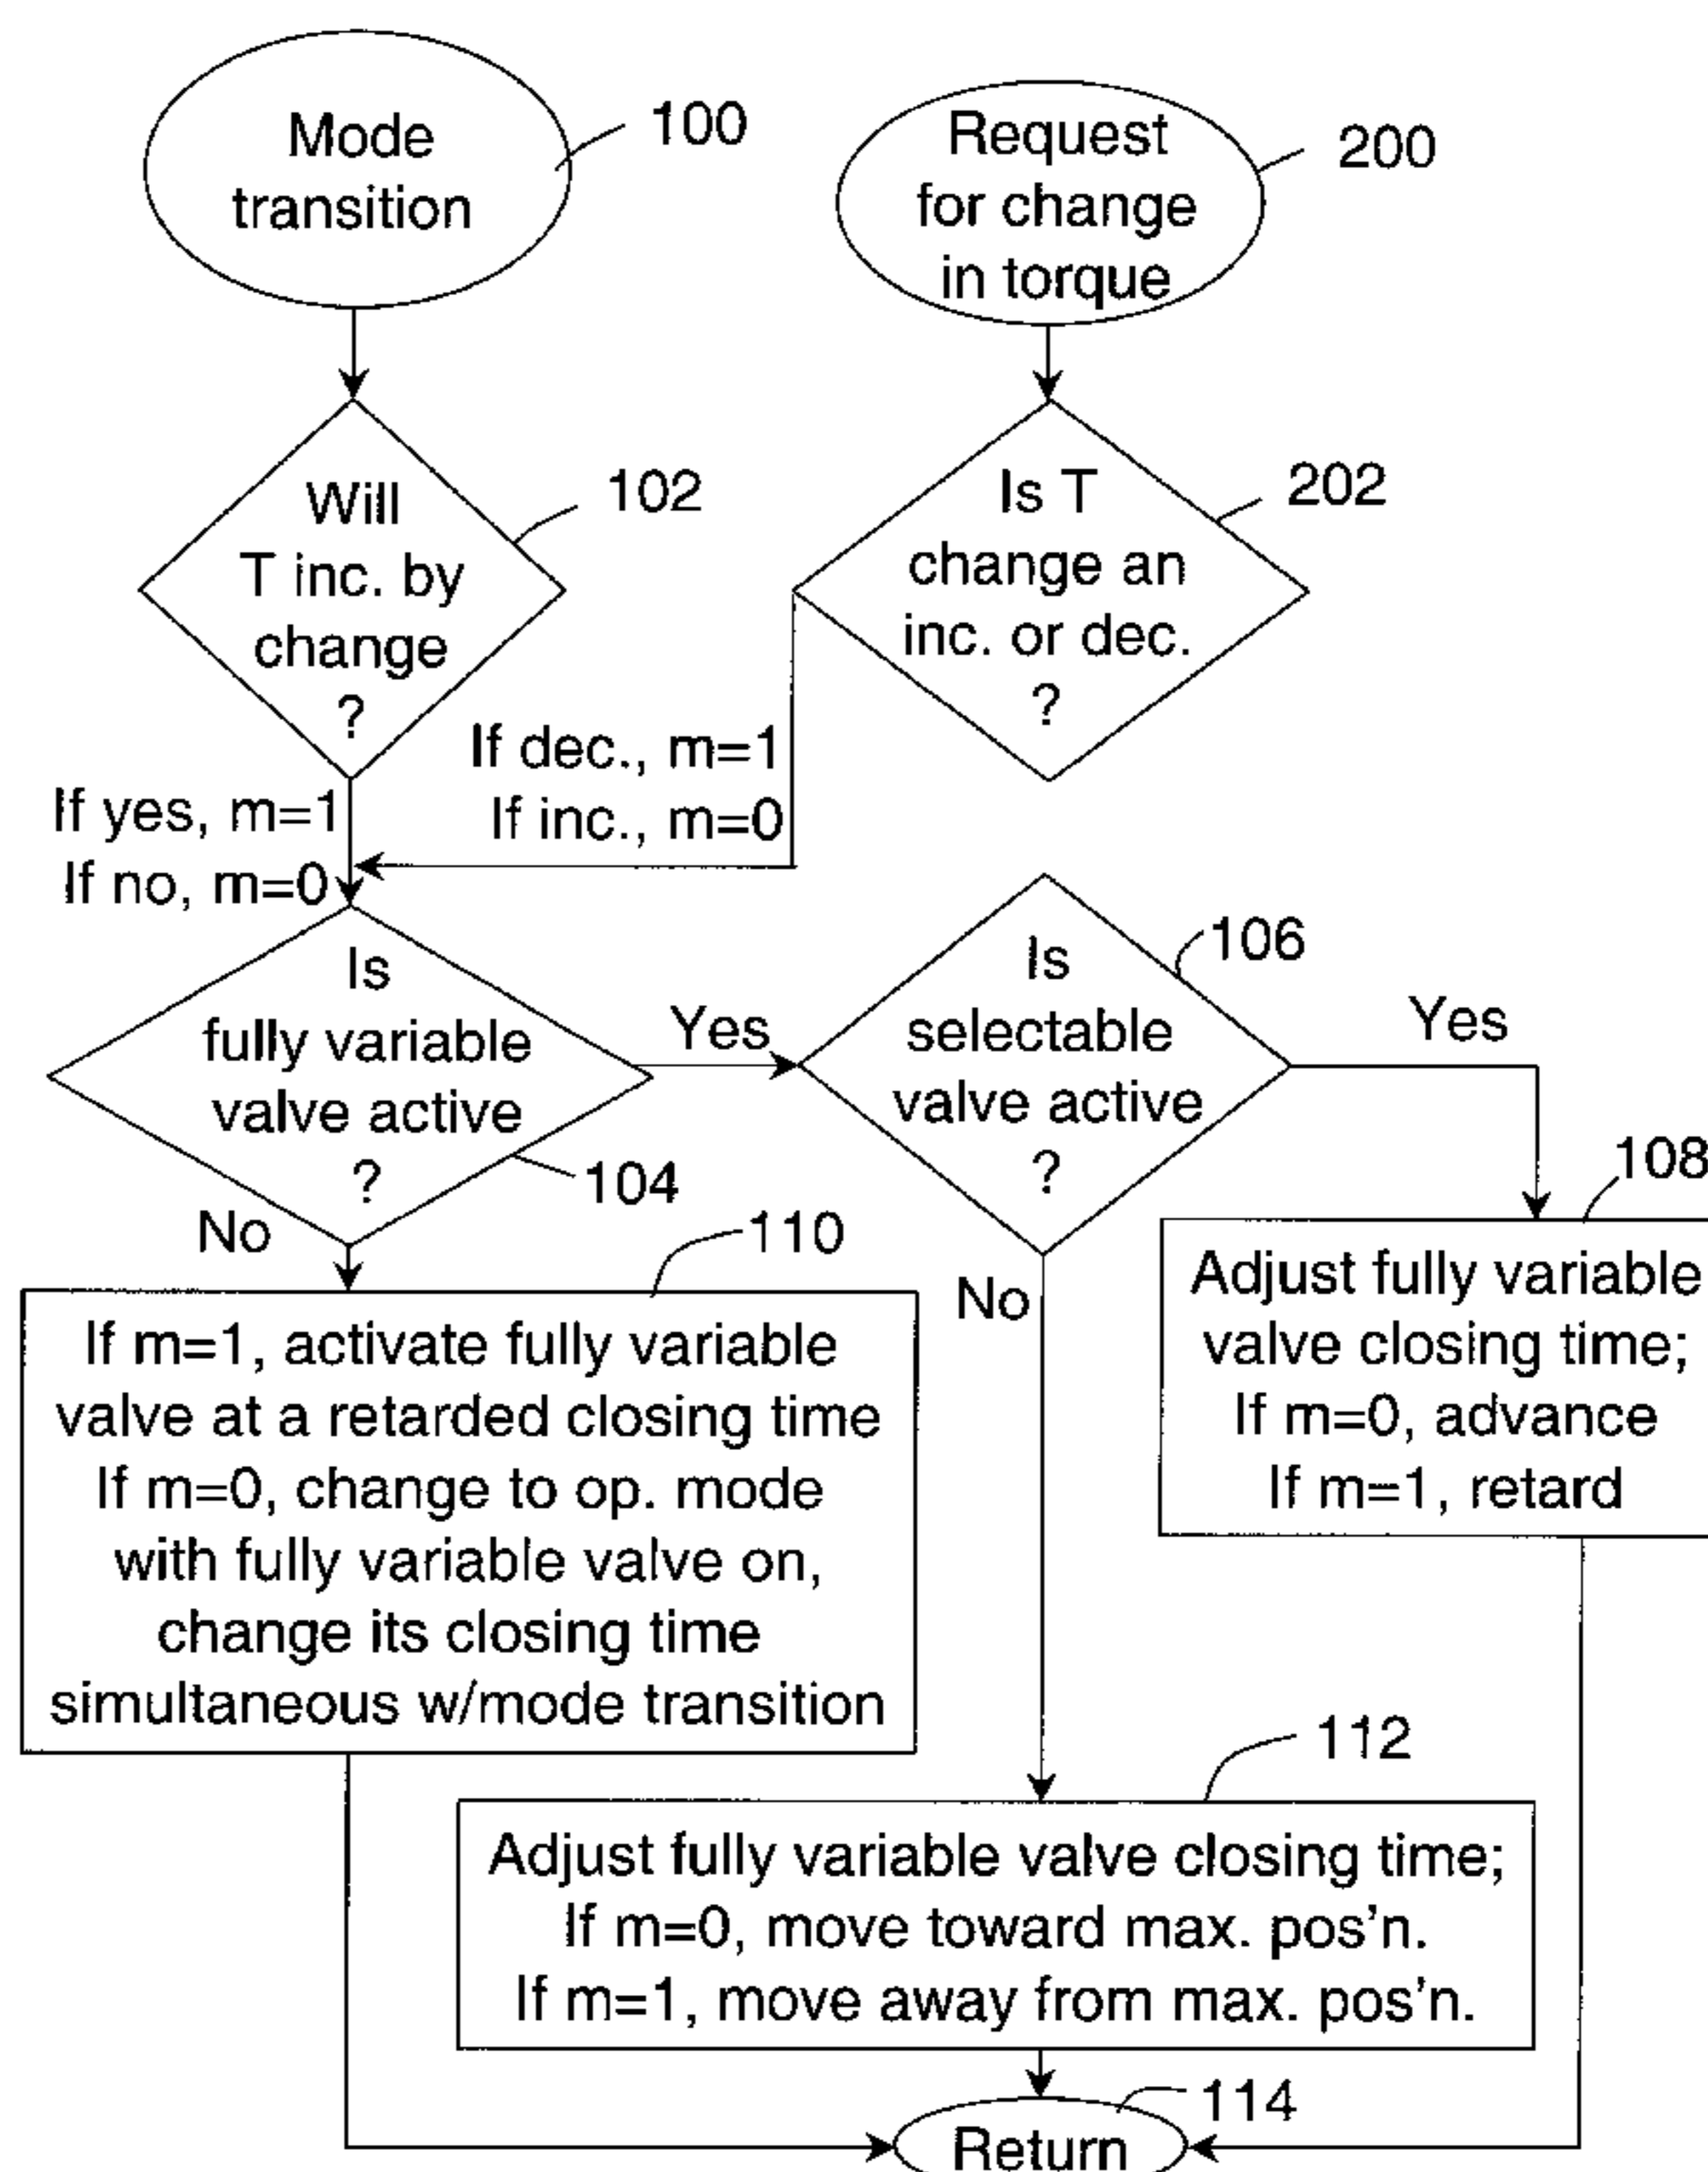 Mode
transition
100
Request
for change
in torque
200
Will
T inc. by
change
?
102
Is T
change an
inc. or dec.
?
202
If dec., m=1
If inc., m=0
If yes, m=1
If no, m=0
Is
fully variable
valve active
?
104
Yes
No
Is
selectable
valve active
?
106
Yes
No
108
Adjust fully variable
valve closing time;
If m=0, advance
If m=1, retard
110
If m=1, activate fully variable
valve at a retarded closing time
If m=0, change to op. mode
with fully variable valve on,
change its closing time
simultaneous w/mode transition
112
Adjust fully variable valve closing time;
If m=0, move toward max. pos'n.
If m=1, move away from max. pos'n.
114
Return